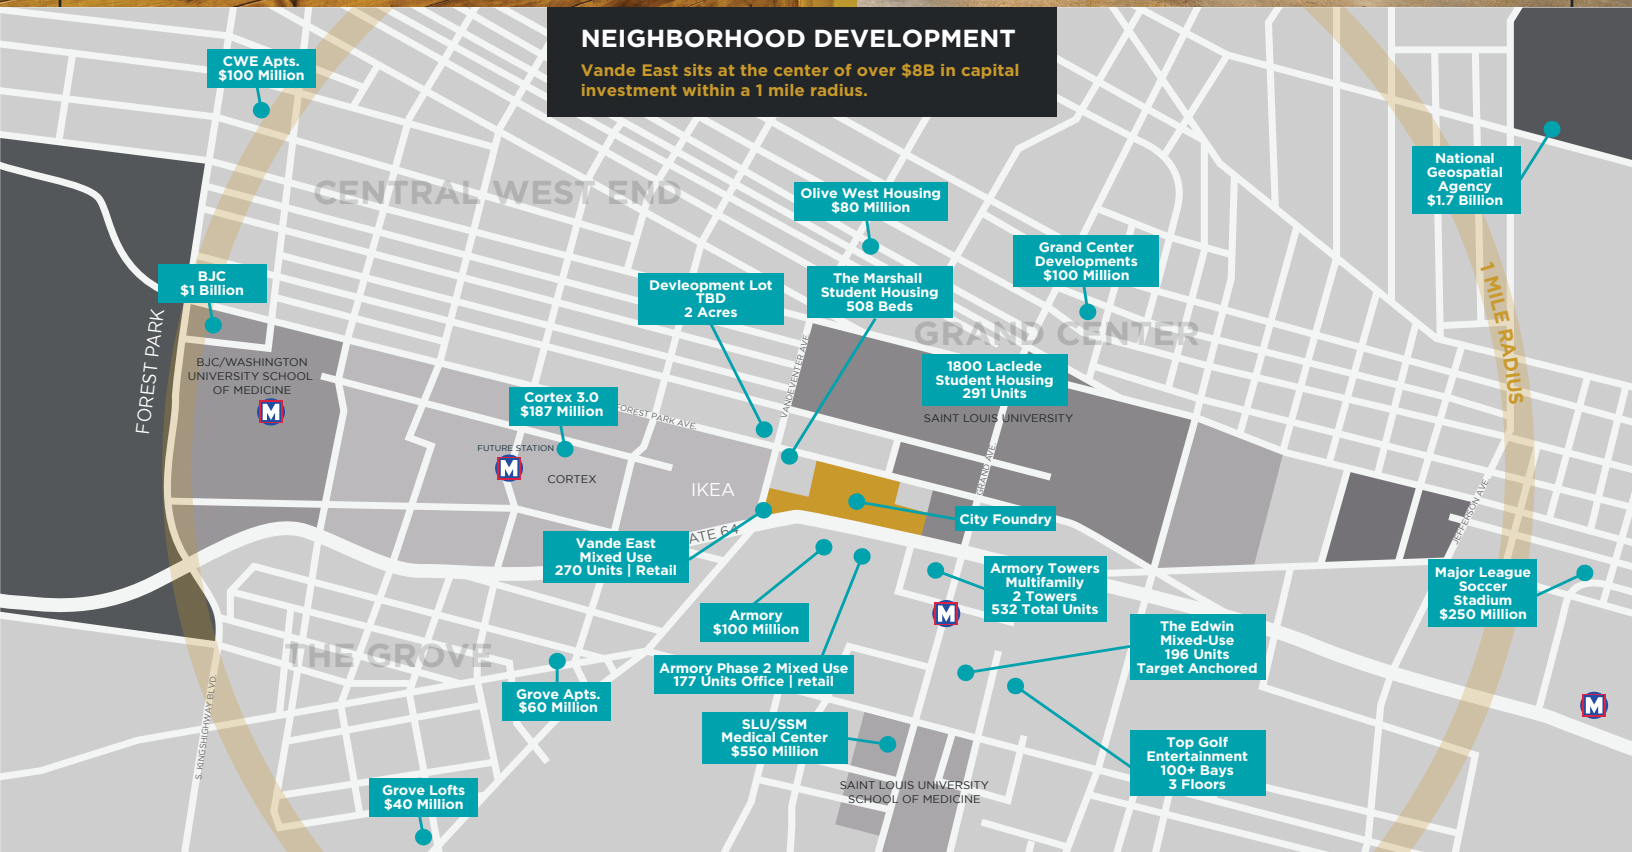 NEIGHBORHOOD DEVELOPMENT
Vande East sits at the center of over $8B in capital
investment within a 1 mile radius.
CWE Apts.
$100 Million
National
Geospatial
Agency
$1.7 Billion
CENTRAL WEST END
Olive West Housing
$80 Million
Grand Center
Developments
$100 Million
BJC
$1 Billion
Devleopment Lot
TBD
2 Acres
The Marshall
Student Housing
508 Beds
1 MILE RADIUS
FOREST PARK
GRAND CENTER
VANDEVENTER AVE.
BJC/WASHINGTON
UNIVERSITY SCHOOL
OF MEDICINE
M
1800 Laclede
Student Housing
291 Units
SAINT LOUIS UNIVERSITY
Cortex 3.0
$187 Million
FOREST PARK AVE.
FUTURE STATION
M
CORTEX
IKEA
GRAND AVE.
JEFFERSON AVE.
City Foundry
ATE 64
Vande East
Mixed Use
270 Units | Retail
Armory Towers
Multifamily
2 Towers
532 Total Units
M
Major League
Soccer
Stadium
$250 Million
Armory
$100 Million
The Edwin
Mixed-Use
196 Units
Target Anchored
THE GROVE
Armory Phase 2 Mixed Use
177 Units Office | retail
Grove Apts.
$60 Million
S. KINGSHIGHWAY BLVD.
M
SLU/SSM
Medical Center
$550 Million
Top Golf
Entertainment
100+ Bays
3 Floors
SAINT LOUIS UNIVERSITY
SCHOOL OF MEDICINE
Grove Lofts
$40 Million